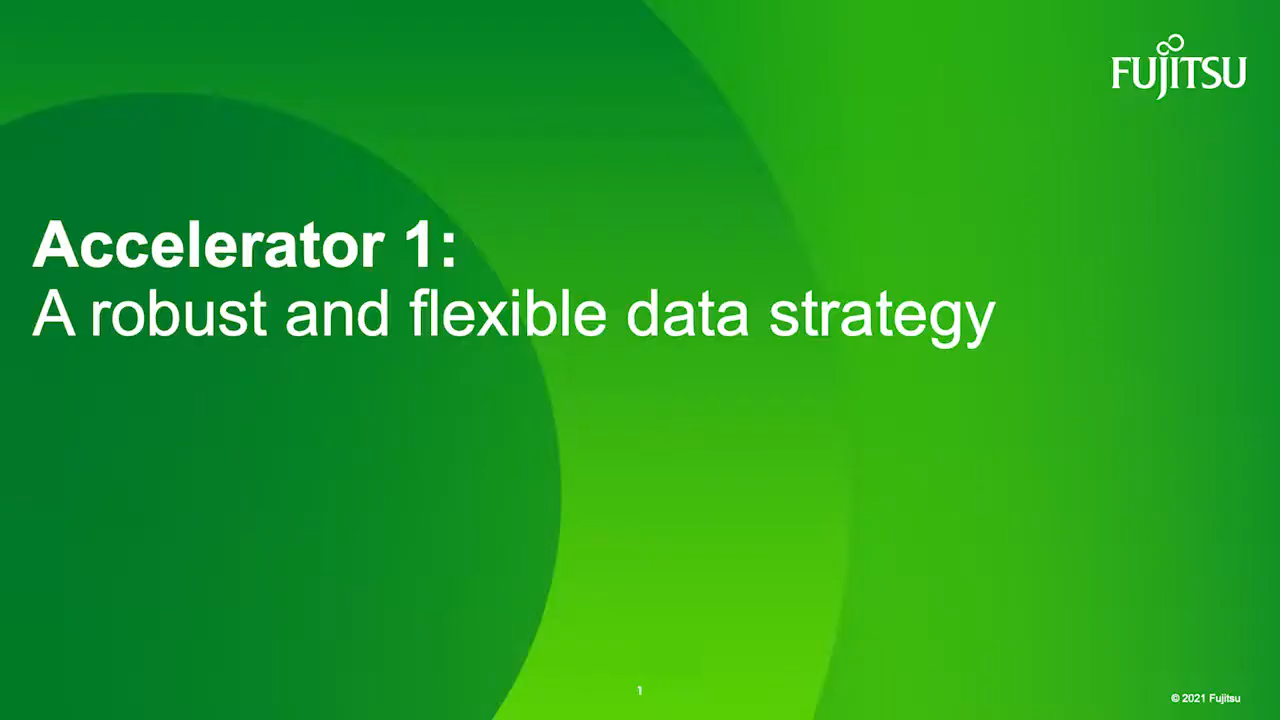 FUJITSU
Accelerator 1:
A robust and flexible data strategy
1
© 2021 Fujitsu